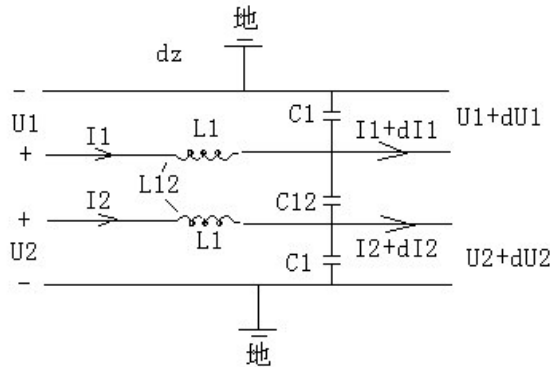 地
dz
−
U1
+
I1
L1
C1
I1+dI1
U1+dU1
L12
C12
+
I2
L1
I2+dI2
U2
C1
U2+dU2
−
地